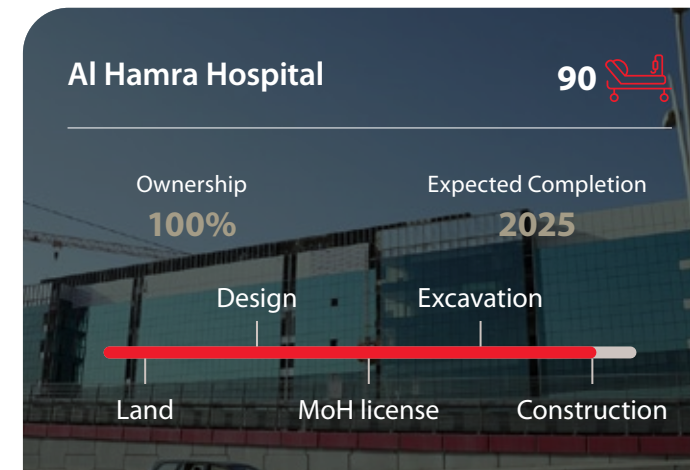 Al Hamra Hospital
90
Ownership
Expected Completion
100%
2025
Design
Excavation
Land
MoH license
Construction